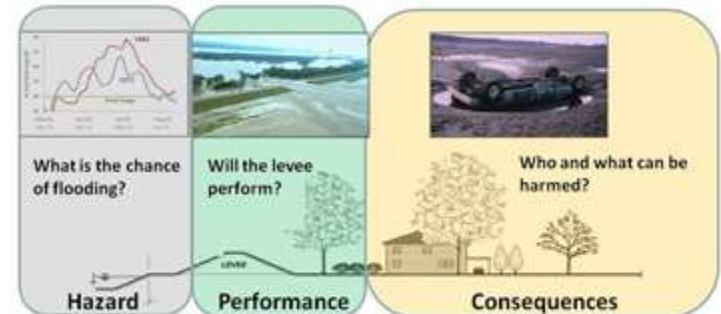 What is the chance
of flooding?
Will the levee
perform?
Who and what can be
harmed?
LEVEE
Hazard
Performance
Consequences